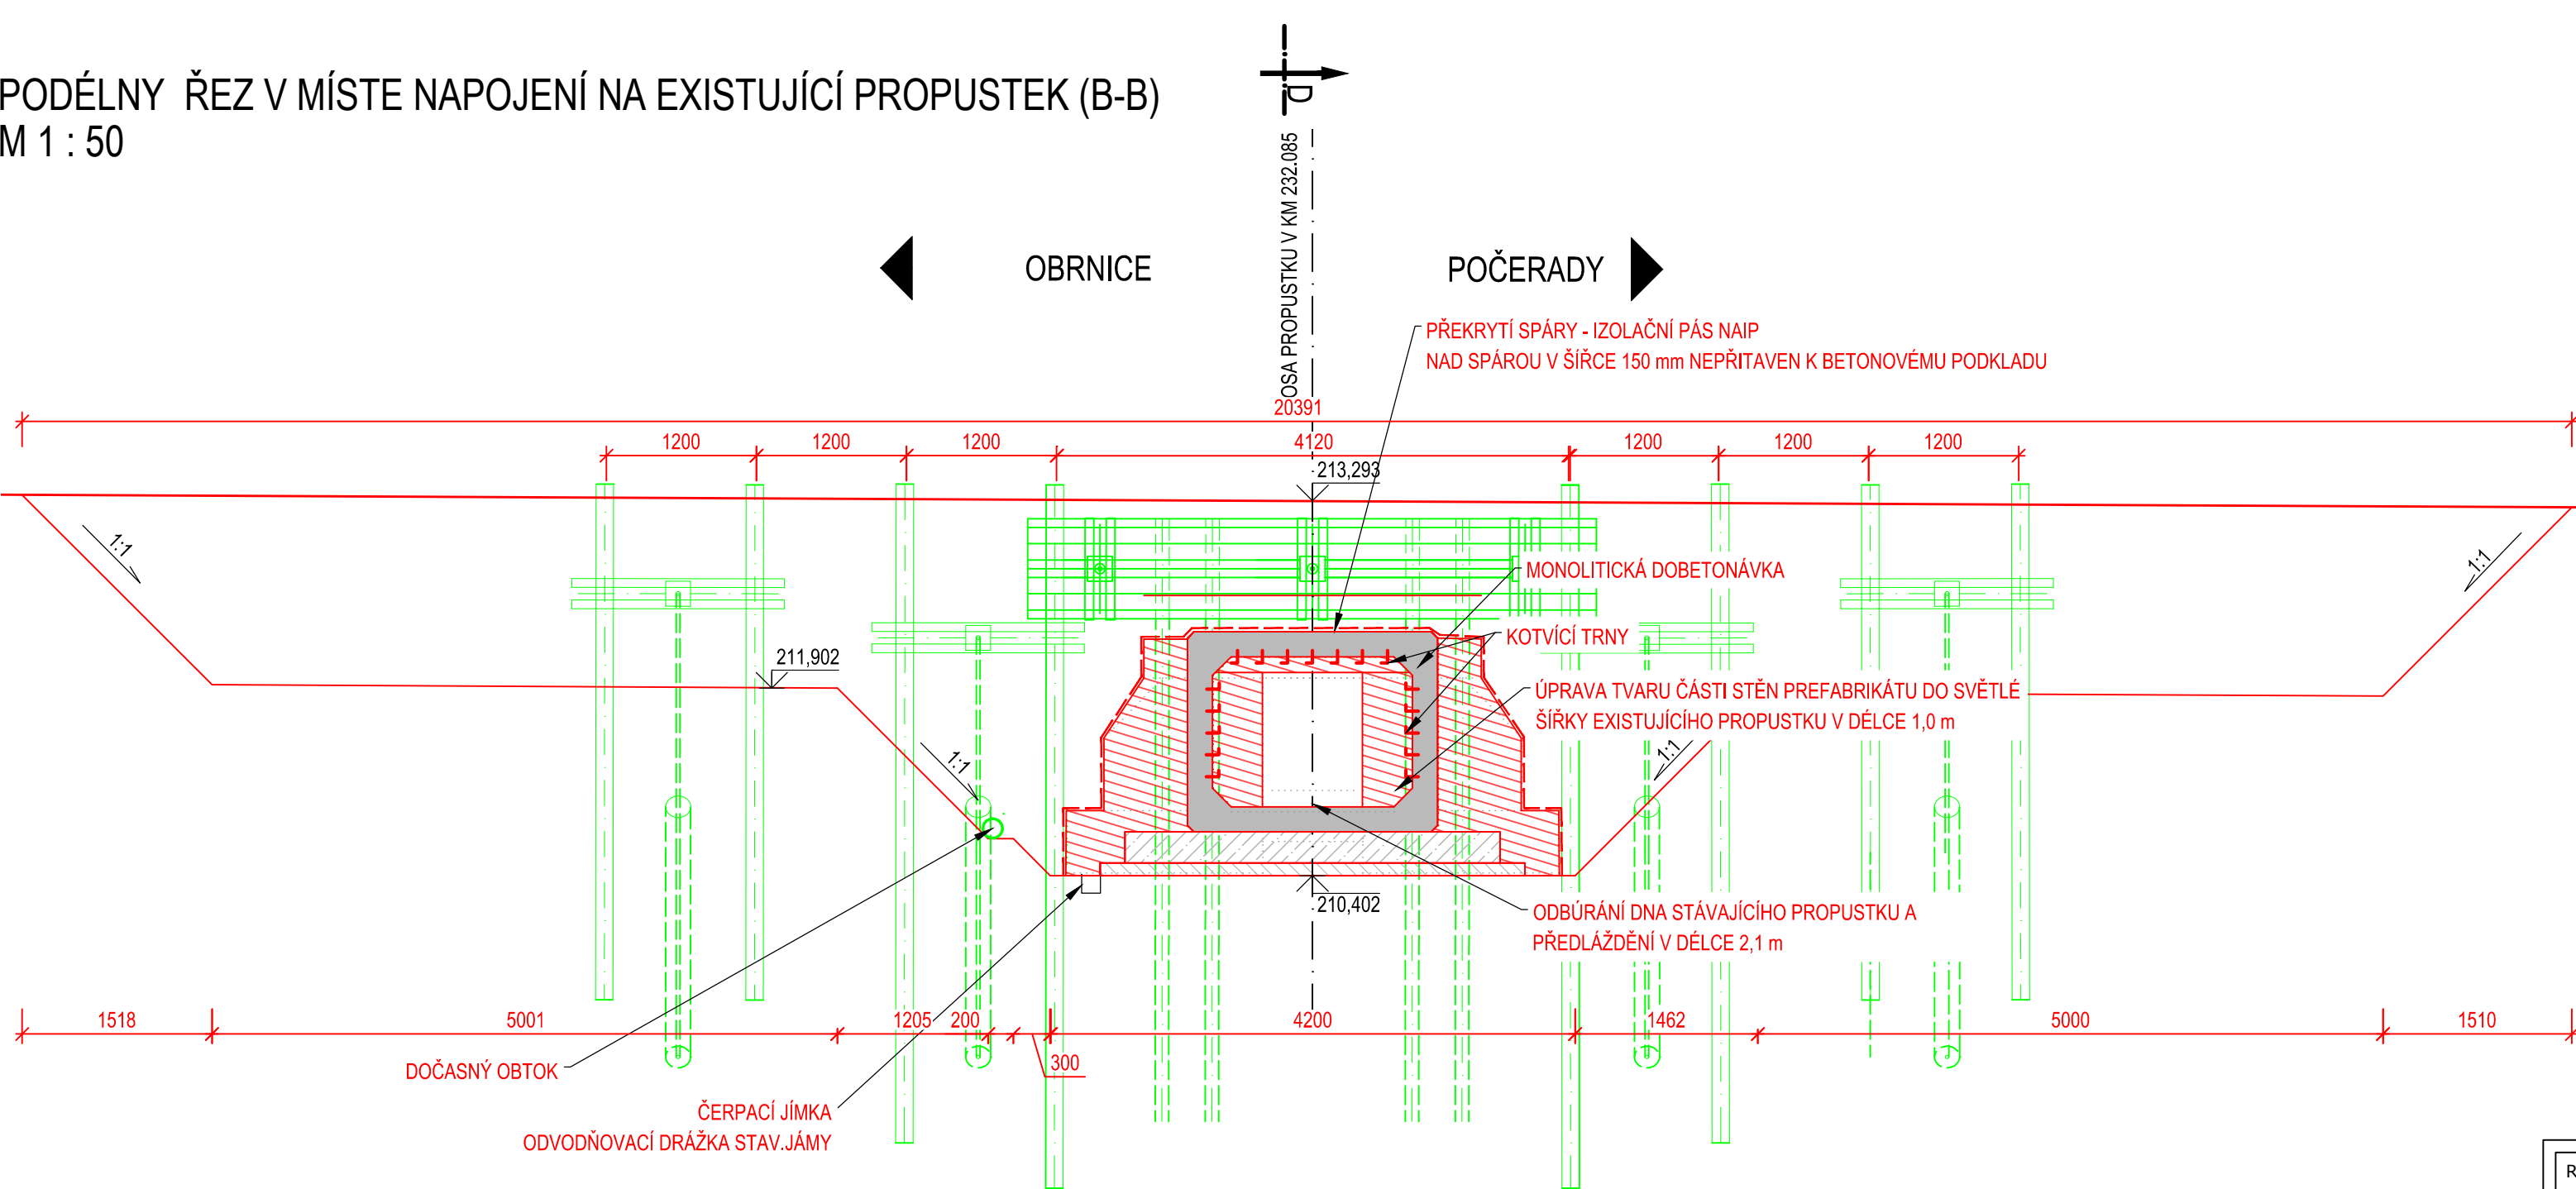 PODÉLNY ŘEZ V MÍSTE NAPOJENÍ NA EXISTUJÍCÍ PROPUSTEK (B-B)
M 1 : 50
D
OSA PROPUSTKU V KM 232.085
OBRNICE
POČERADY
PŘEKRYTÍ SPÁRY - IZOLAČNÍ PÁS NAIP
NAD SPÁROU V ŠÍŘCE 150 mm NEPŘITAVEN K BETONOVÉMU PODKLADU
20391
1200
1200
1200
4120
1200
1200
1200
213,293
1:1
1:1
MONOLITICKÁ DOBETONÁVKA
KOTVÍCÍ TRNY
211,902
ÚPRAVA TVARU ČÁSTI STĚN PREFABRIKÁTU DO SVĚTLÉ
ŠÍŘKY EXISTUJÍCÍHO PROPUSTKU V DÉLCE 1,0 m
1:1
1:1
210,402
ODBÚRÁNÍ DNA STÁVAJÍCÍHO PROPUSTKU A
PŘEDLÁŽDĚNÍ V DÉLCE 2,1 m
1518
5001
1205
200
4200
1462
5000
1510
300
DOČASNÝ OBTOK
ČERPACÍ JÍMKA
ODVODŇOVACÍ DRÁŽKA STAV.JÁMY
R